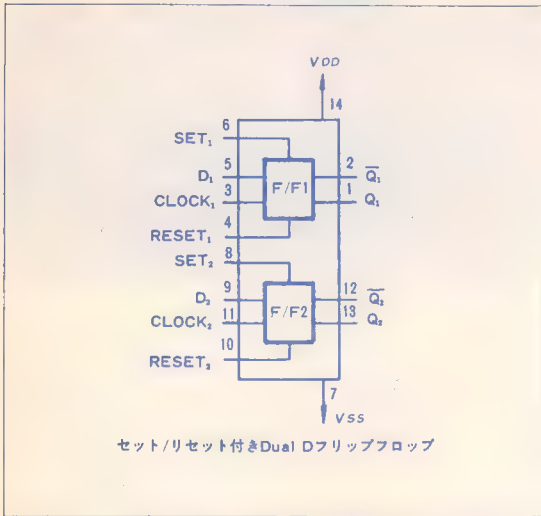 VDD
14
6
SET₁
5
D₁
2
Q̅₁
F/F1
3
CLOCK₁
1
Q₁
4
RESET₁
8
SET₂
9
D₂
12
Q̅₂
F/F2
11
CLOCK₂
13
Q₂
10
RESET₂
7
VSS
セット/リセット付きDual Dフリップフロップ